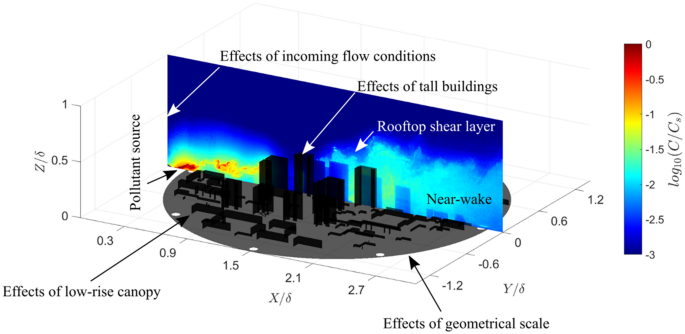 Effects of incoming flow conditions
Effects of tall buildings
Rooftop shear layer
Near-wake
Pollutant source
Effects of low-rise canopy
Effects of geometrical scale
Z/δ
1
0.5
0
0.3
0.9
1.5
2.1
2.7
X/δ
-1.2
-0.6
0
0.6
1.2
Y/δ
0
-0.5
-1
-1.5
-2
-2.5
-3
log₁₀(C/Cₛ)